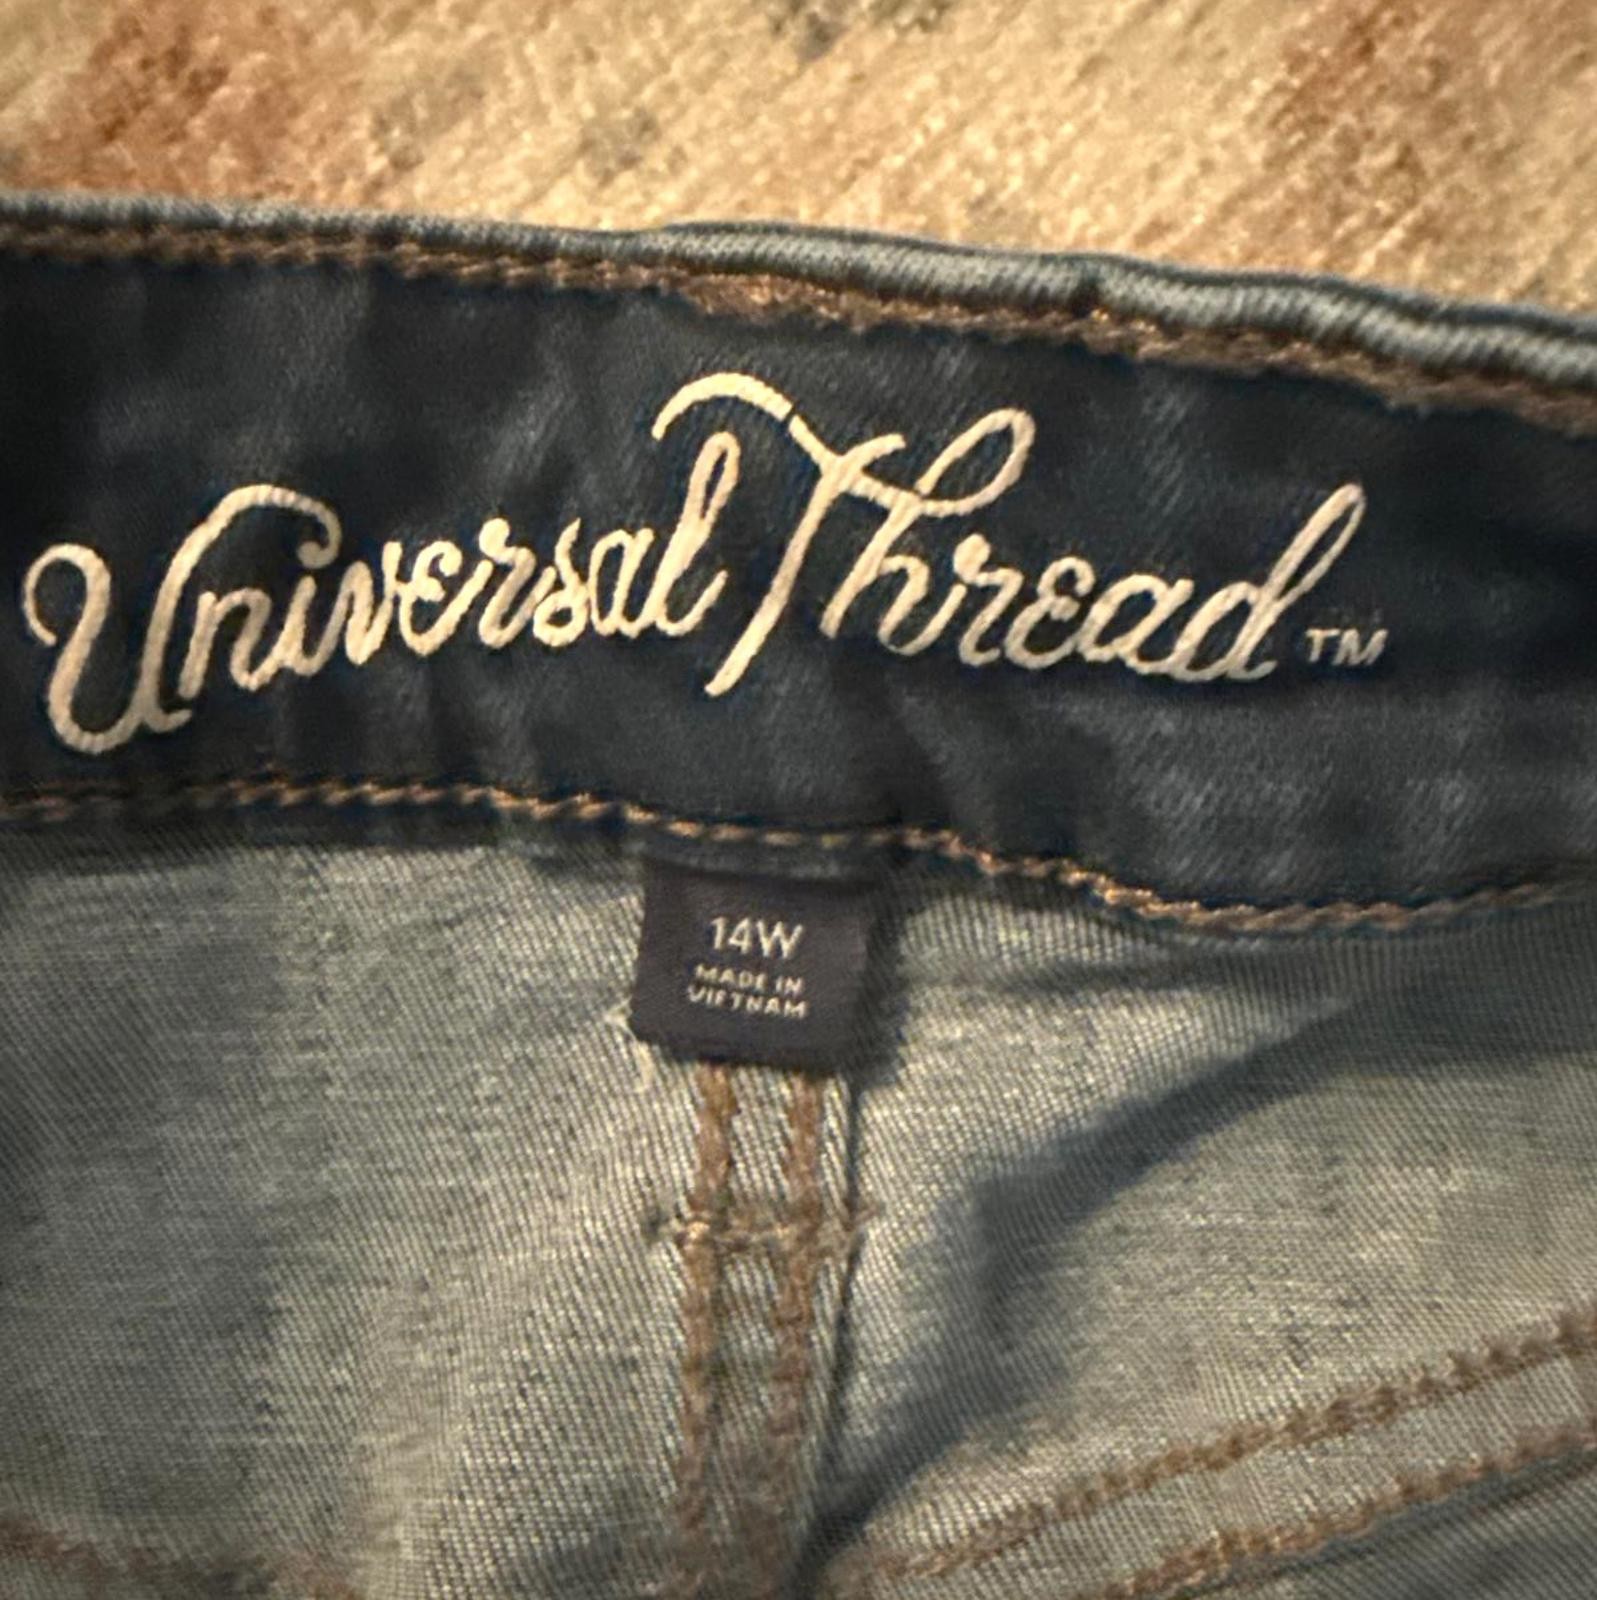 Universal Thread™
14W
MADE IN
VIETNAM